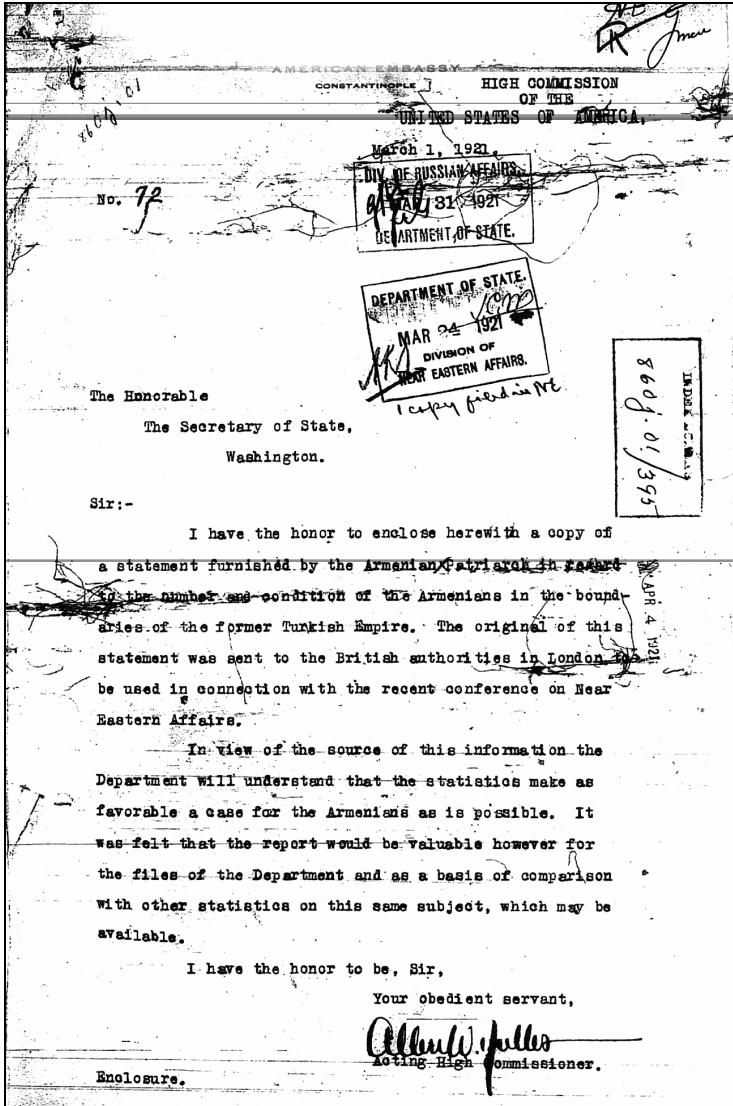 AMERICAN EMBASSY
CONSTANTINOPLE
HIGH COMMISSION
OF THE
UNITED STATES OF AMERICA,
860j.01
March 1, 1921.
DIV. OF RUSSIAN AFFAIRS.
MAR 31 1921
DEPARTMENT OF STATE.
No. 72
DEPARTMENT OF STATE.
MAR 24 1921
DIVISION OF
NEAR EASTERN AFFAIRS.
1 copy filed in NE
860j.01/395
The Honorable
The Secretary of State,
Washington.
Sir:-
I have the honor to enclose herewith a copy of
a statement furnished by the Armenian Patriarch in regard
to the number and condition of the Armenians in the bound-
aries of the former Turkish Empire. The original of this
statement was sent to the British authorities in London to
be used in connection with the recent conference on Near
Eastern Affairs.
APR 4 1921
In view of the source of this information the
Department will understand that the statistics make as
favorable a case for the Armenians as is possible. It
was felt that the report would be valuable however for
the files of the Department and as a basis of comparison
with other statistics on this same subject, which may be
available.
I have the honor to be, Sir,
Your obedient servant,
Allen W. Dulles
Acting High Commissioner.
Enclosure.